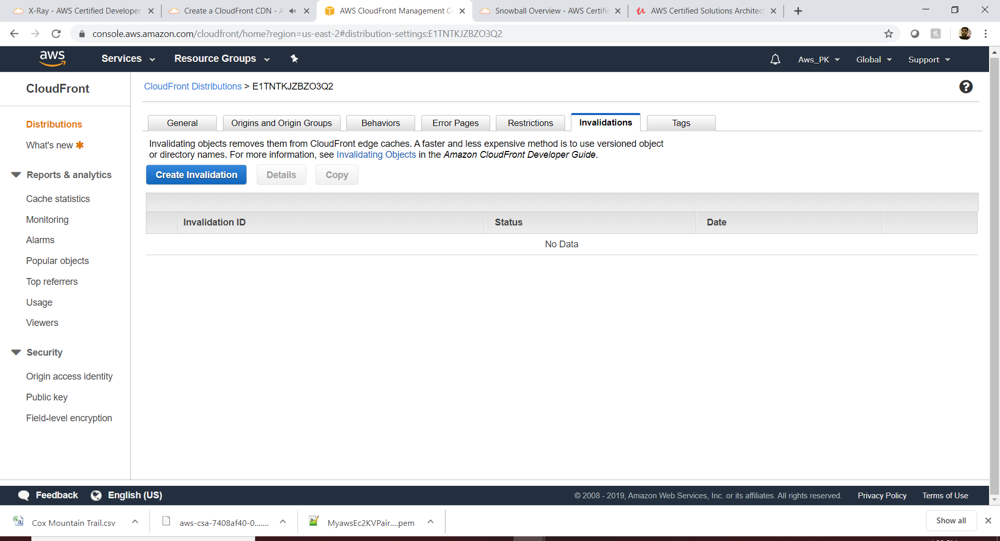 X-Ray - AWS Certified Developer
Create a CloudFront CDN - A
AWS CloudFront Management Co
Snowball Overview - AWS Certifie
AWS Certified Solutions Architect
console.aws.amazon.com/cloudfront/home?region=us-east-2#distribution-settings:E1TNTKJZBZO3Q2
aws
Services
Resource Groups
Aws_PK
Global
Support
CloudFront
CloudFront Distributions > E1TNTKJZBZO3Q2
Distributions
What's new
Reports & analytics
Cache statistics
Monitoring
Alarms
Popular objects
Top referrers
Usage
Viewers
Security
Origin access identity
Public key
Field-level encryption
General
Origins and Origin Groups
Behaviors
Error Pages
Restrictions
Invalidations
Tags
Invalidating objects removes them from CloudFront edge caches. A faster and less expensive method is to use versioned object
or directory names. For more information, see Invalidating Objects in the Amazon CloudFront Developer Guide.
Create Invalidation
Details
Copy
Invalidation ID
Status
Date
No Data
Feedback
English (US)
© 2008 - 2019, Amazon Web Services, Inc. or its affiliates. All rights reserved.
Privacy Policy
Terms of Use
Cox Mountain Trail.csv
aws-csa-7408af40-0.......
MyawsEc2KVPair....pem
Show all